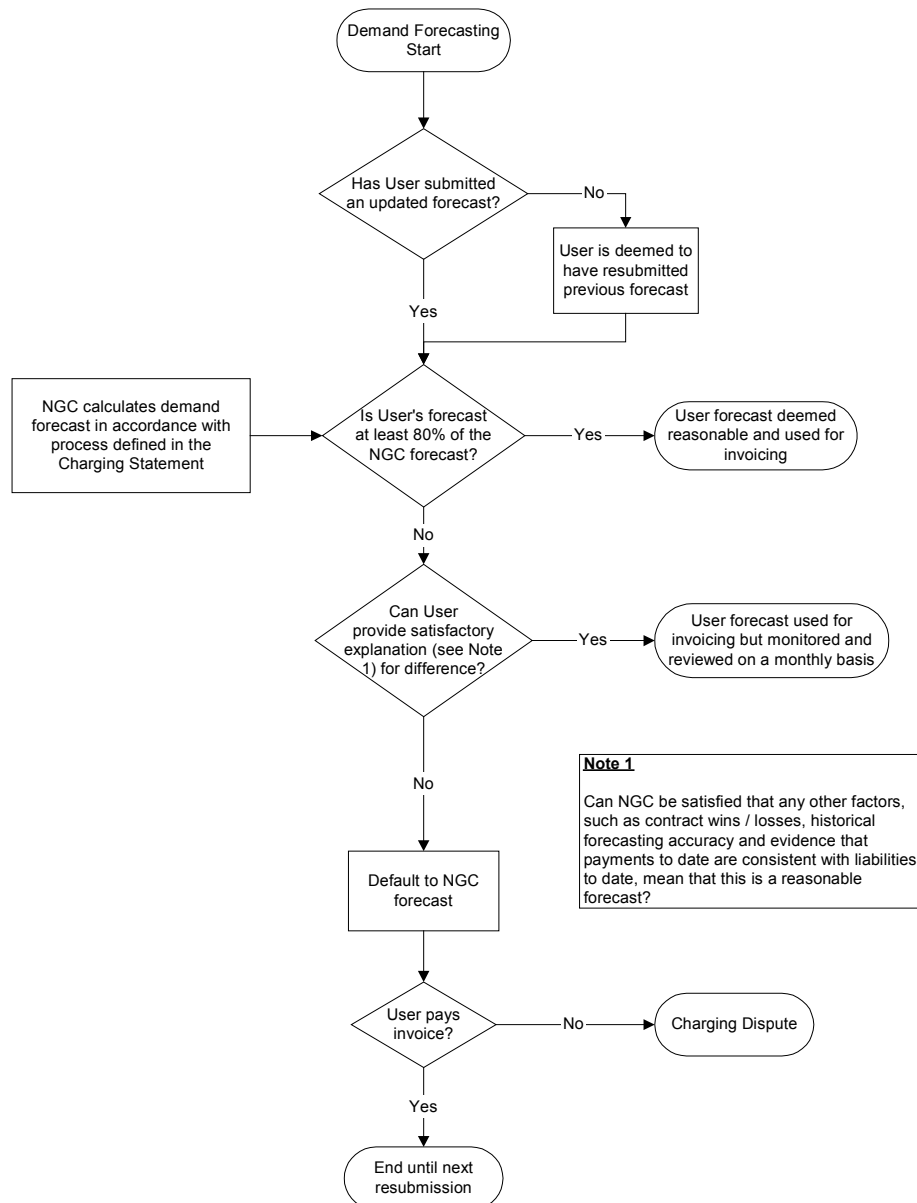 Demand Forecasting
Start
Has User submitted
an updated forecast?
No
User is deemed to
have resubmitted
previous forecast
Yes
NGC calculates demand
forecast in accordance with
process defined in the
Charging Statement
Is User's forecast
at least 80% of the
NGC forecast?
Yes
User forecast deemed
reasonable and used for
invoicing
No
Can User
provide satisfactory
explanation (see Note
1) for difference?
Yes
User forecast used for
invoicing but monitored and
reviewed on a monthly basis
No
Note 1
Can NGC be satisfied that any other factors,
such as contract wins / losses, historical
forecasting accuracy and evidence that
payments to date are consistent with liabilities
to date, mean that this is a reasonable
forecast?
Default to NGC
forecast
User pays
invoice?
No
Charging Dispute
Yes
End until next
resubmission